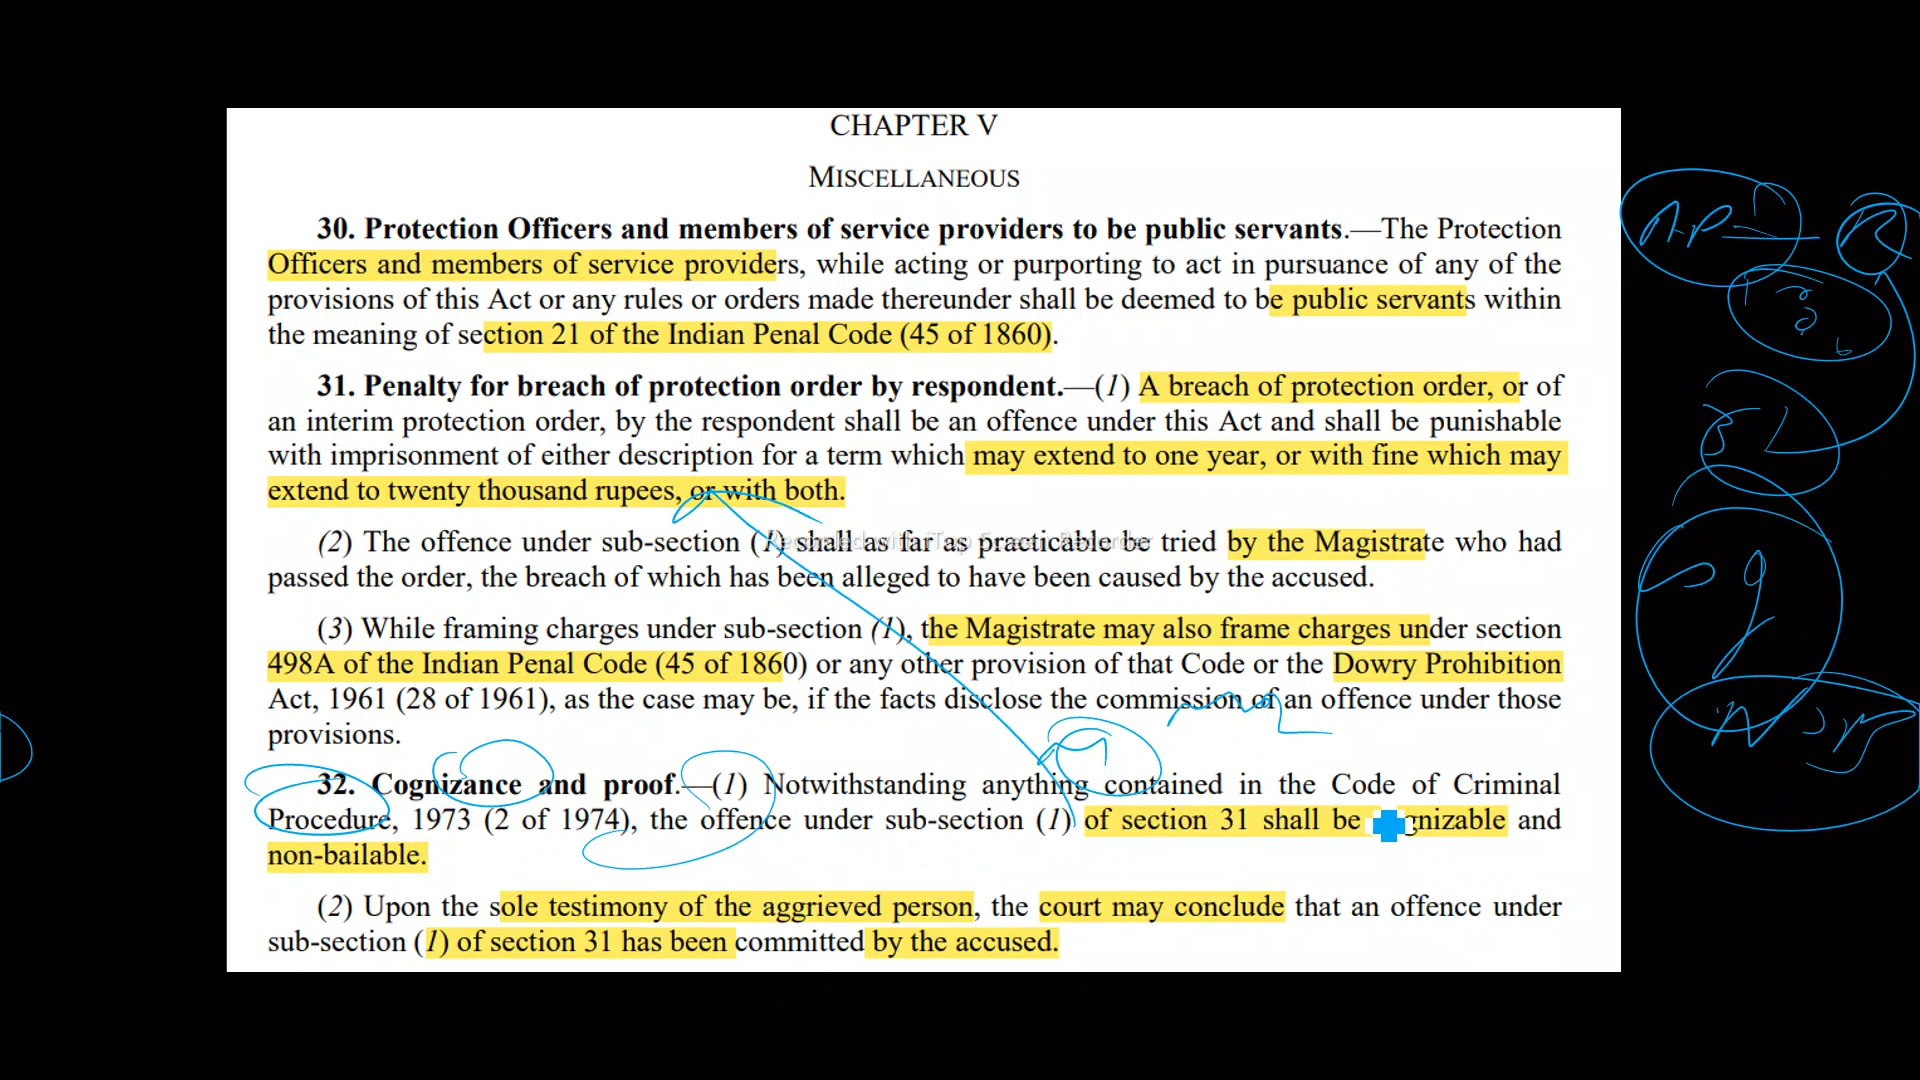 CHAPTER V
MISCELLANEOUS
30. Protection Officers and members of service providers to be public servants.—The Protection
Officers and members of service providers, while acting or purporting to act in pursuance of any of the
provisions of this Act or any rules or orders made thereunder shall be deemed to be public servants within
the meaning of section 21 of the Indian Penal Code (45 of 1860).
31. Penalty for breach of protection order by respondent.—(1) A breach of protection order, or of
an interim protection order, by the respondent shall be an offence under this Act and shall be punishable
with imprisonment of either description for a term which may extend to one year, or with fine which may
extend to twenty thousand rupees, or with both.
(2) The offence under sub-section (1) shall as far as practicable be tried by the Magistrate who had
Recorded with iTop Screen Recorder
passed the order, the breach of which has been alleged to have been caused by the accused.
(3) While framing charges under sub-section (1), the Magistrate may also frame charges under section
498A of the Indian Penal Code (45 of 1860) or any other provision of that Code or the Dowry Prohibition
Act, 1961 (28 of 1961), as the case may be, if the facts disclose the commission of an offence under those
provisions.
32. Cognizance and proof.—(1) Notwithstanding anything contained in the Code of Criminal
Procedure, 1973 (2 of 1974), the offence under sub-section (1) of section 31 shall be cognizable and
non-bailable.
(2) Upon the sole testimony of the aggrieved person, the court may conclude that an offence under
sub-section (1) of section 31 has been committed by the accused.
AP
R
31